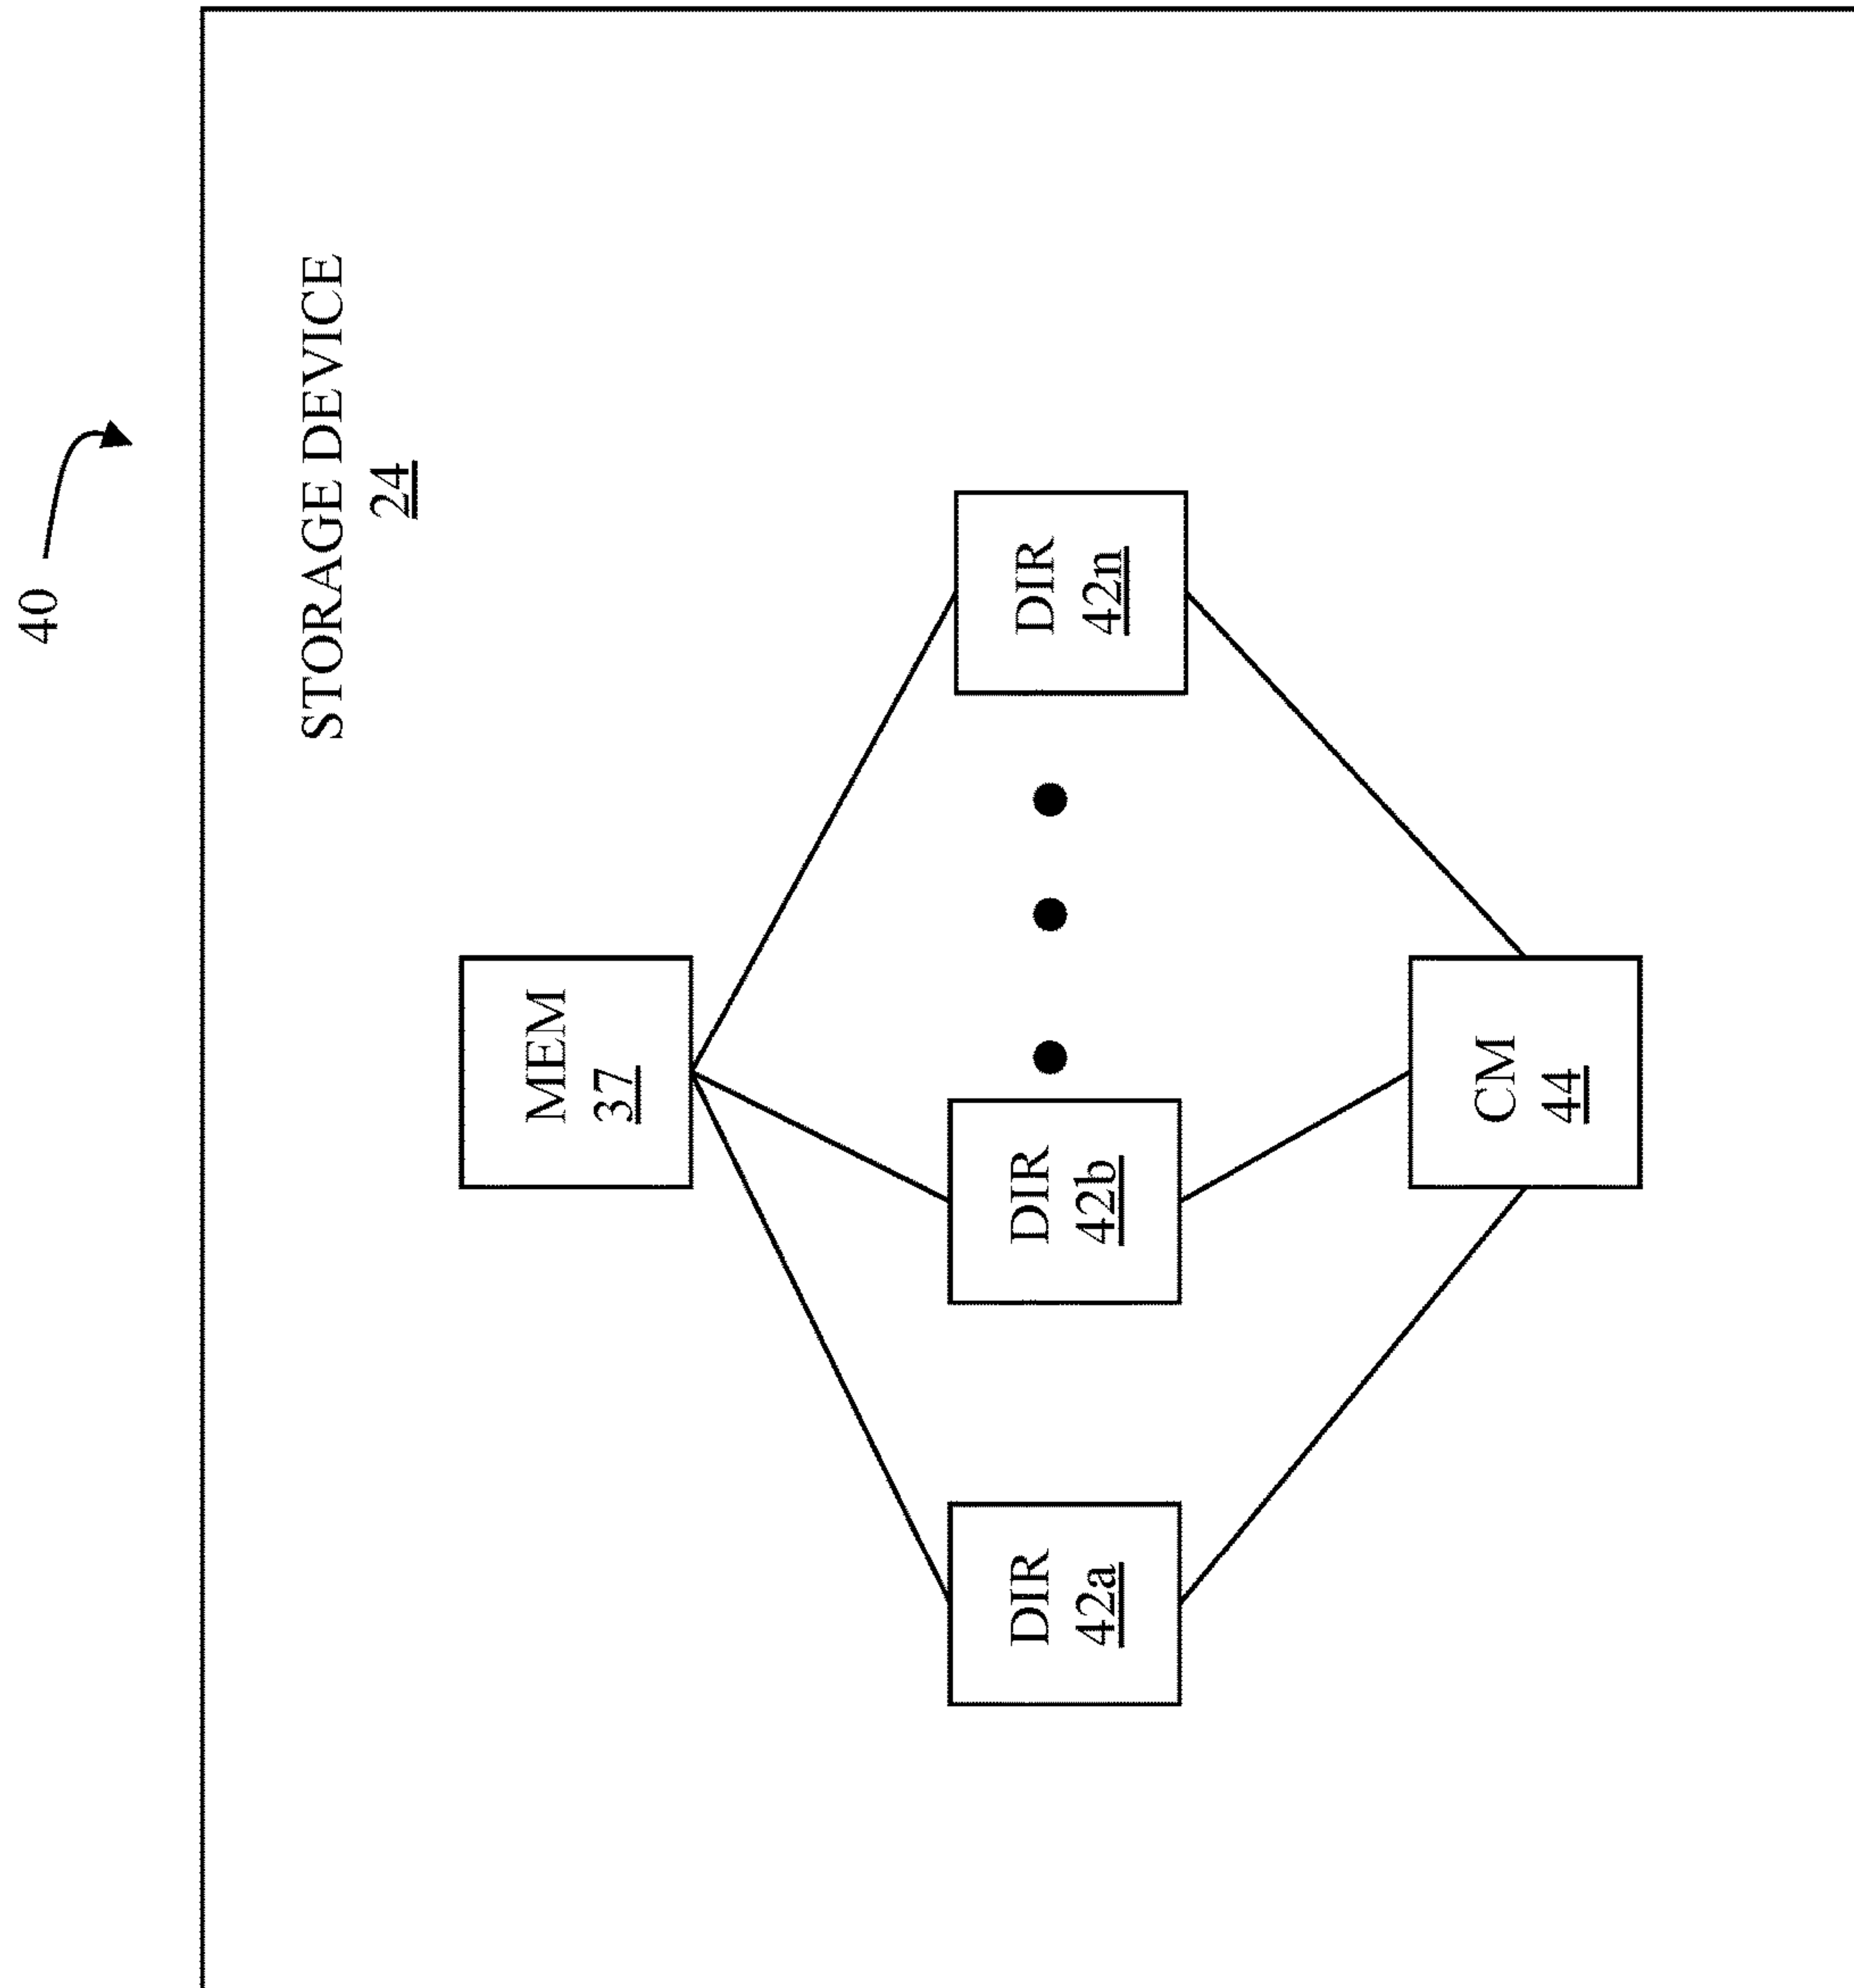 40
STORAGE DEVICE
24
MEM
37
DIR
42a
DIR
42b
DIR
42n
CM
44